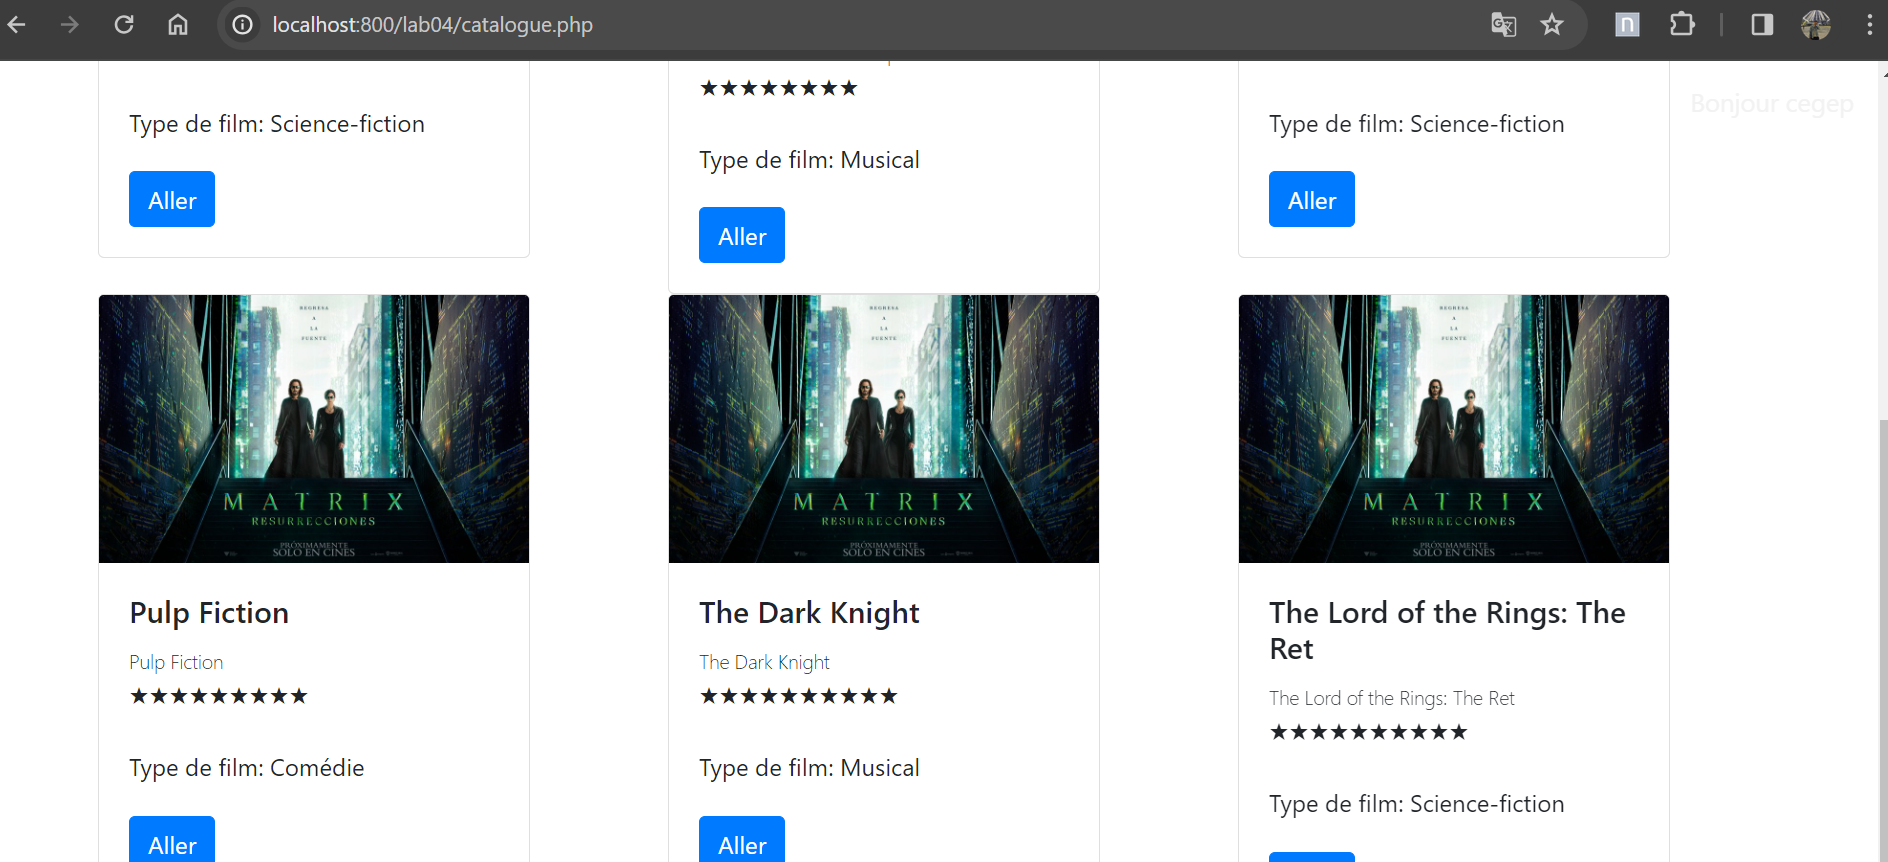 localhost:800/lab04/catalogue.php
n
Bonjour cegep
Type de film: Science-fiction
Aller
★★★★★★★★
Type de film: Musical
Aller
Type de film: Science-fiction
Aller
REGRESA
A
LA
FUENTE
MATRIX
RESURRECCIONES
PRÓXIMAMENTE
SOLO EN CINES
Pulp Fiction
Pulp Fiction
★★★★★★★★★
Type de film: Comédie
Aller
REGRESA
A
LA
FUENTE
MATRIX
RESURRECCIONES
PRÓXIMAMENTE
SOLO EN CINES
The Dark Knight
The Dark Knight
★★★★★★★★★★
Type de film: Musical
Aller
REGRESA
A
LA
FUENTE
MATRIX
RESURRECCIONES
PRÓXIMAMENTE
SOLO EN CINES
The Lord of the Rings: The
Ret
The Lord of the Rings: The Ret
★★★★★★★★★★
Type de film: Science-fiction